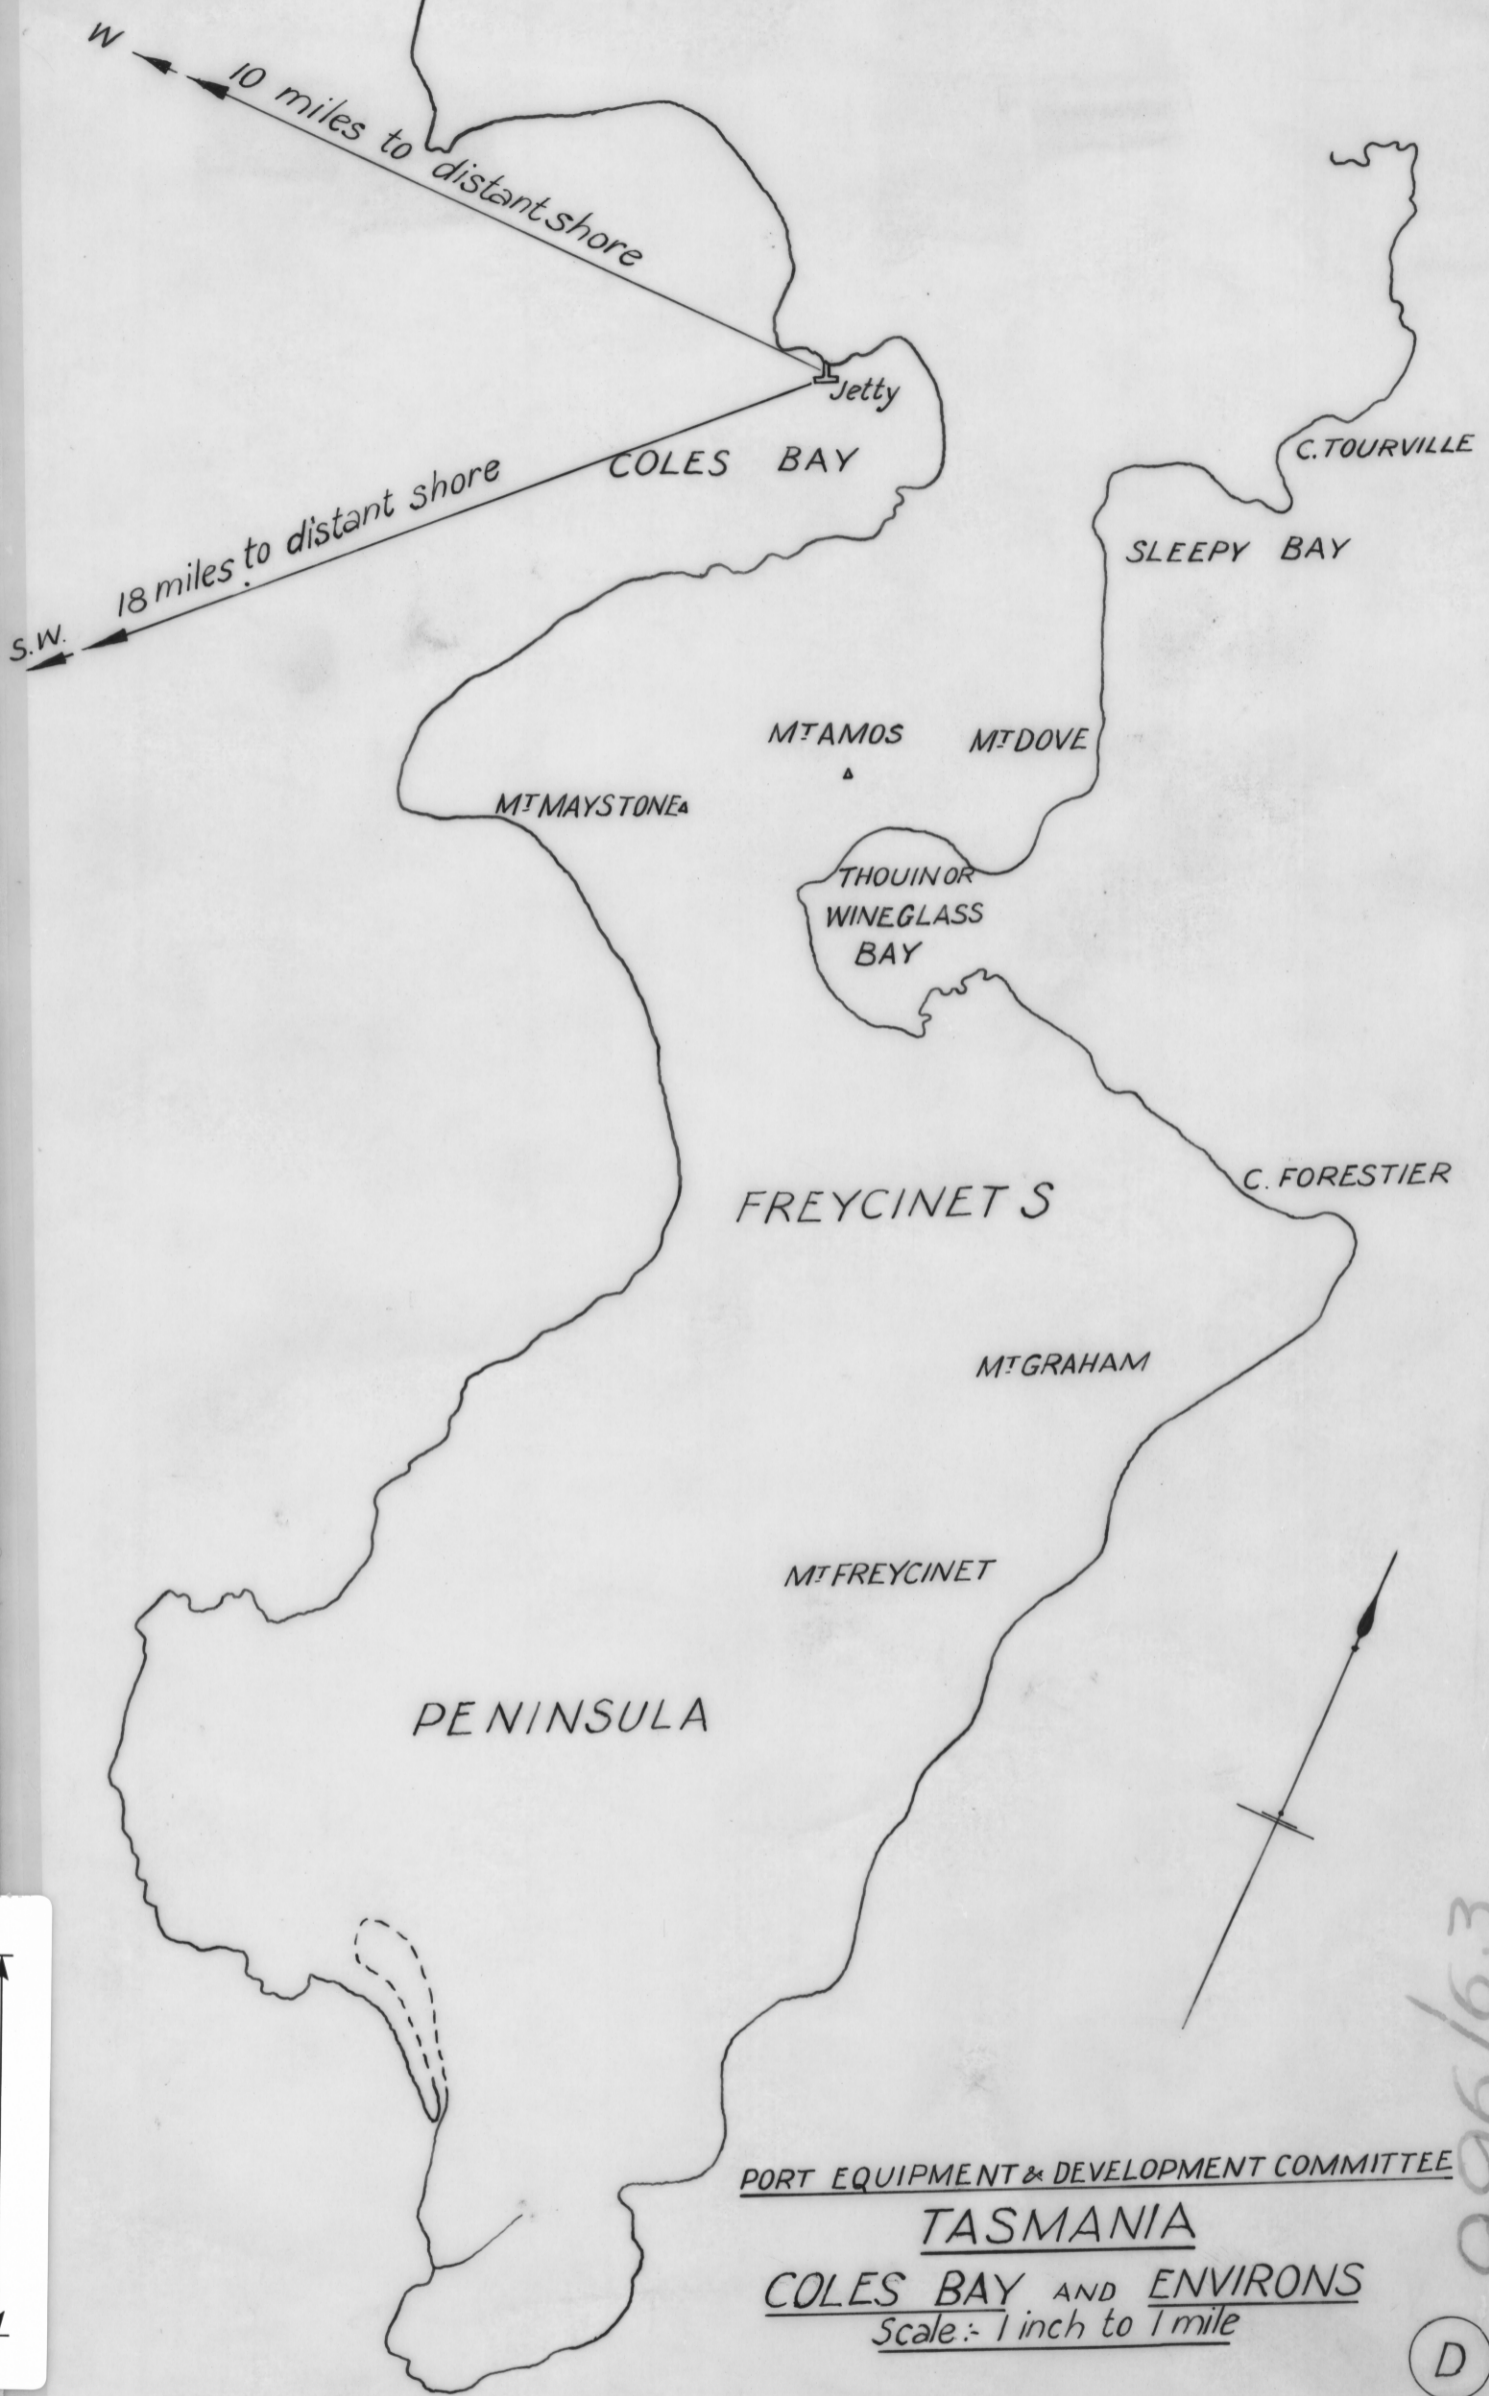 W
10 miles to distant shore
Jetty
C. TOURVILLE
COLES BAY
18 miles to distant shore
S.W.
SLEEPY BAY
MT AMOS
MT DOVE
MT MAYSTONE
THOUIN OR
WINEGLASS
BAY
C. FORESTIER
FREYCINETS
MT GRAHAM
MT FREYCINET
PENINSULA
PORT EQUIPMENT & DEVELOPMENT COMMITTEE
TASMANIA
COLES BAY AND ENVIRONS
Scale:- 1 inch to 1 mile
D